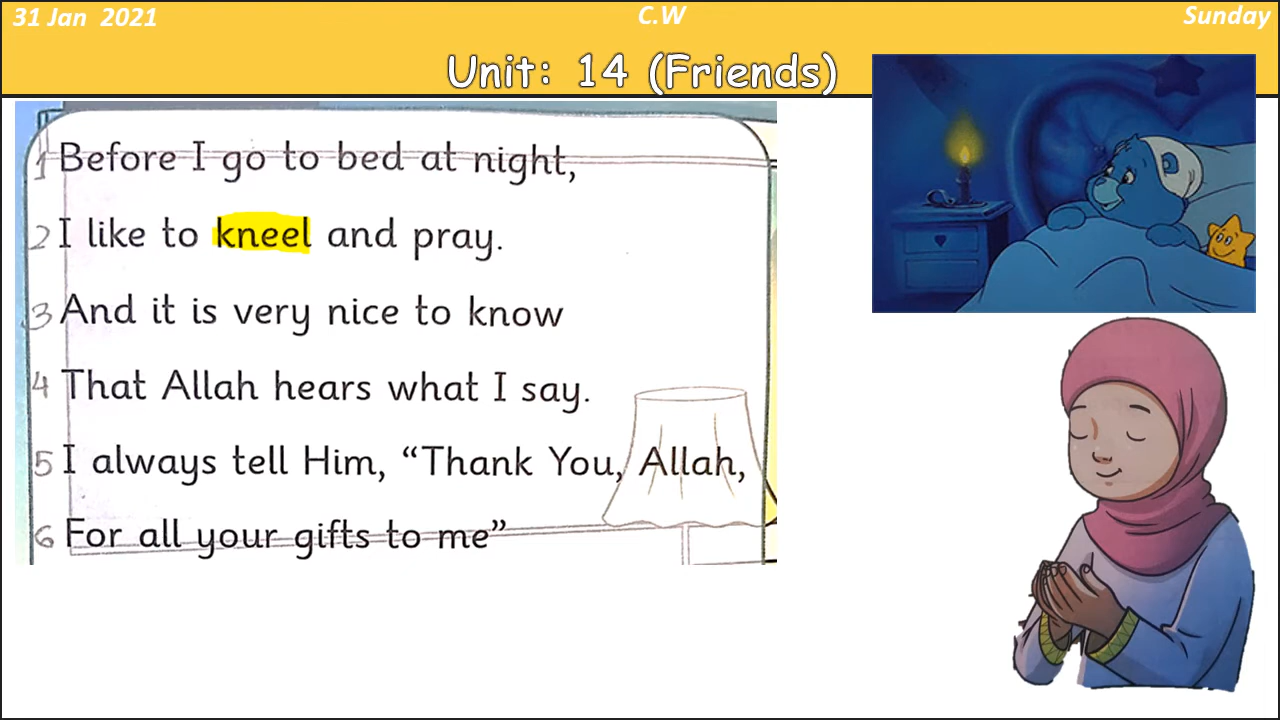 31 Jan 2021 C.W Sunday
Unit: 14 (Friends)
1 Before I go to bed at night,
2 I like to kneel and pray.
3 And it is very nice to know
4 That Allah hears what I say.
5 I always tell Him, “Thank You, Allah,
6 For all your gifts to me”